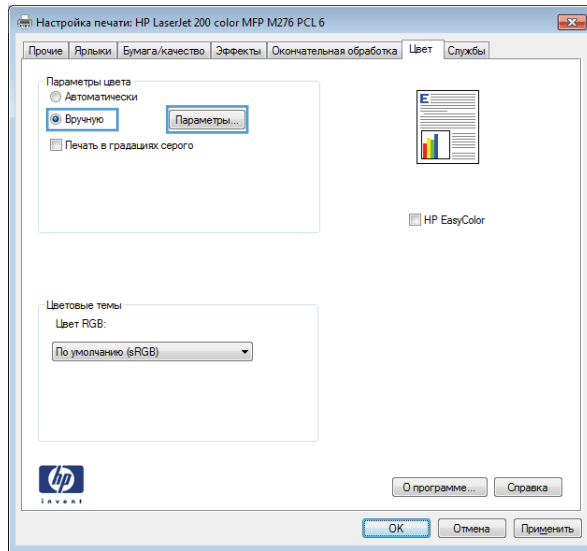 Настройка печати: HP LaserJet 200 color MFP M276 PCL 6
Прочие Ярлыки Бумага/качество Эффекты Окончательная обработка Цвет Службы
Параметры цвета
Автоматически
Вручную Параметры...
Печать в градациях серого
E
HP EasyColor
Цветовые темы
Цвет RGB:
По умолчанию (sRGB)
hp
invent
О программе... Справка
OK Отмена Применить